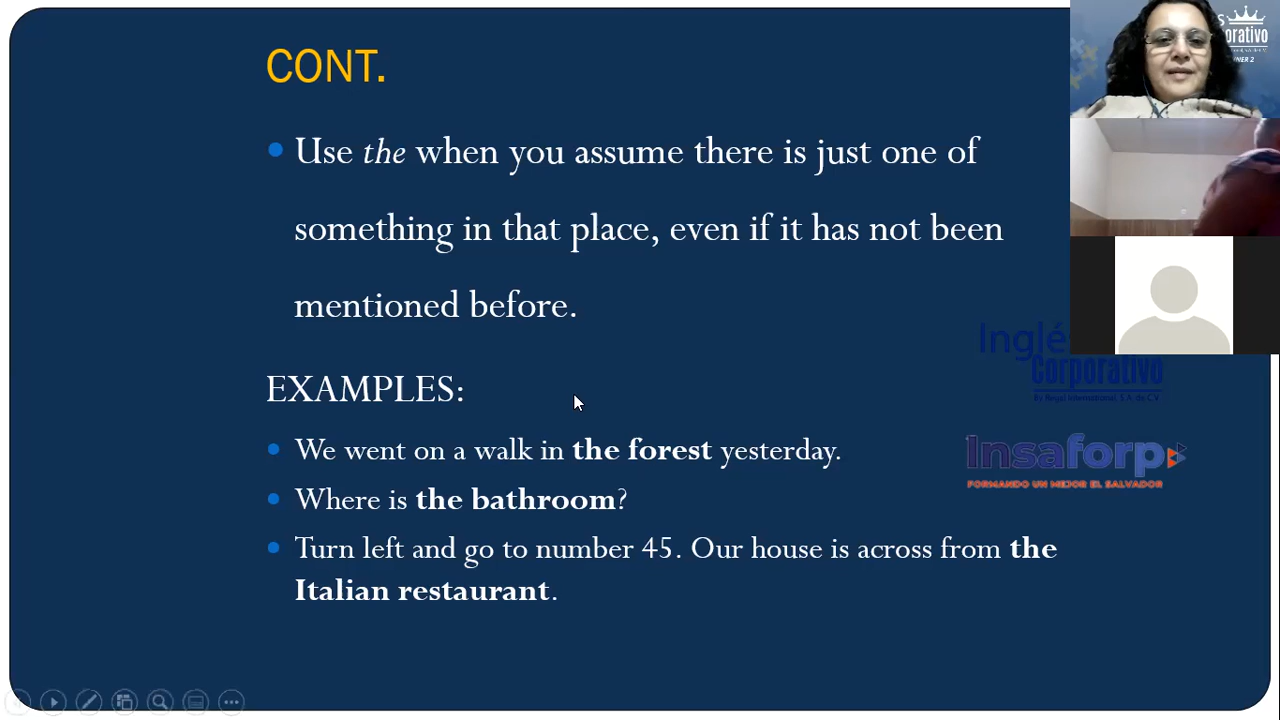 CONT.
Use the when you assume there is just one of
something in that place, even if it has not been
mentioned before.
EXAMPLES:
We went on a walk in the forest yesterday.
Where is the bathroom?
Turn left and go to number 45. Our house is across from the
Italian restaurant.
Corporativo
Insaforp
FORMANDO UN MEJOR EL SALVADOR